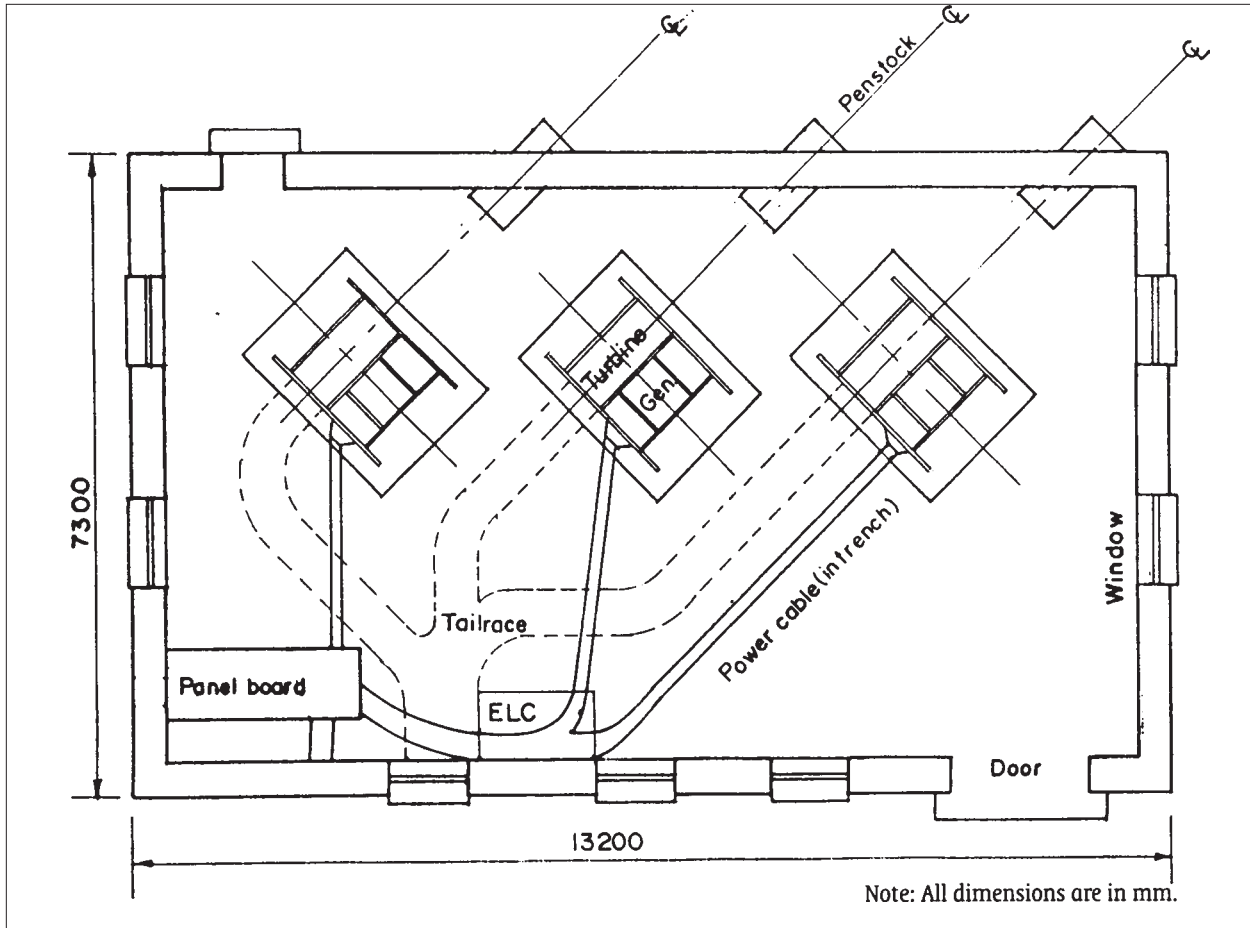 ℄
℄
℄
Penstock
Turbine
Gen.
7300
Window
Power cable(in trench)
Tailrace
Panel board
ELC
Door
13200
Note: All dimensions are in mm.